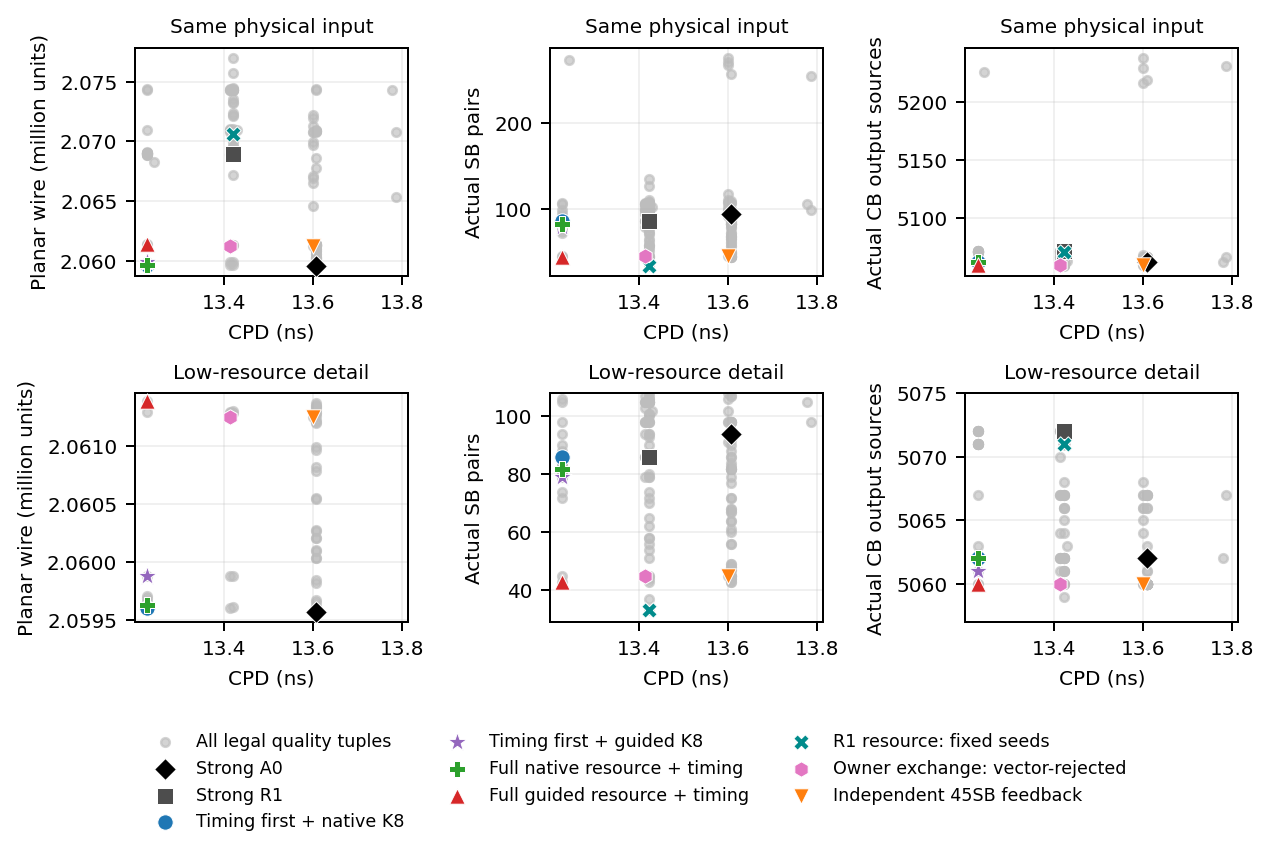 Same physical input
Same physical input
Same physical input
Planar wire (million units)
2.075
2.070
2.065
2.060
13.4
13.6
13.8
CPD (ns)
Actual SB pairs
200
100
13.4
13.6
13.8
CPD (ns)
Actual CB output sources
5200
5150
5100
13.4
13.6
13.8
CPD (ns)
Low-resource detail
Low-resource detail
Low-resource detail
Planar wire (million units)
2.0610
2.0605
2.0600
2.0595
13.4
13.6
13.8
CPD (ns)
Actual SB pairs
100
80
60
40
13.4
13.6
13.8
CPD (ns)
Actual CB output sources
5075
5070
5065
5060
13.4
13.6
13.8
CPD (ns)
All legal quality tuples
Strong A0
Strong R1
Timing first + native K8
Timing first + guided K8
Full native resource + timing
Full guided resource + timing
R1 resource: fixed seeds
Owner exchange: vector-rejected
Independent 45SB feedback